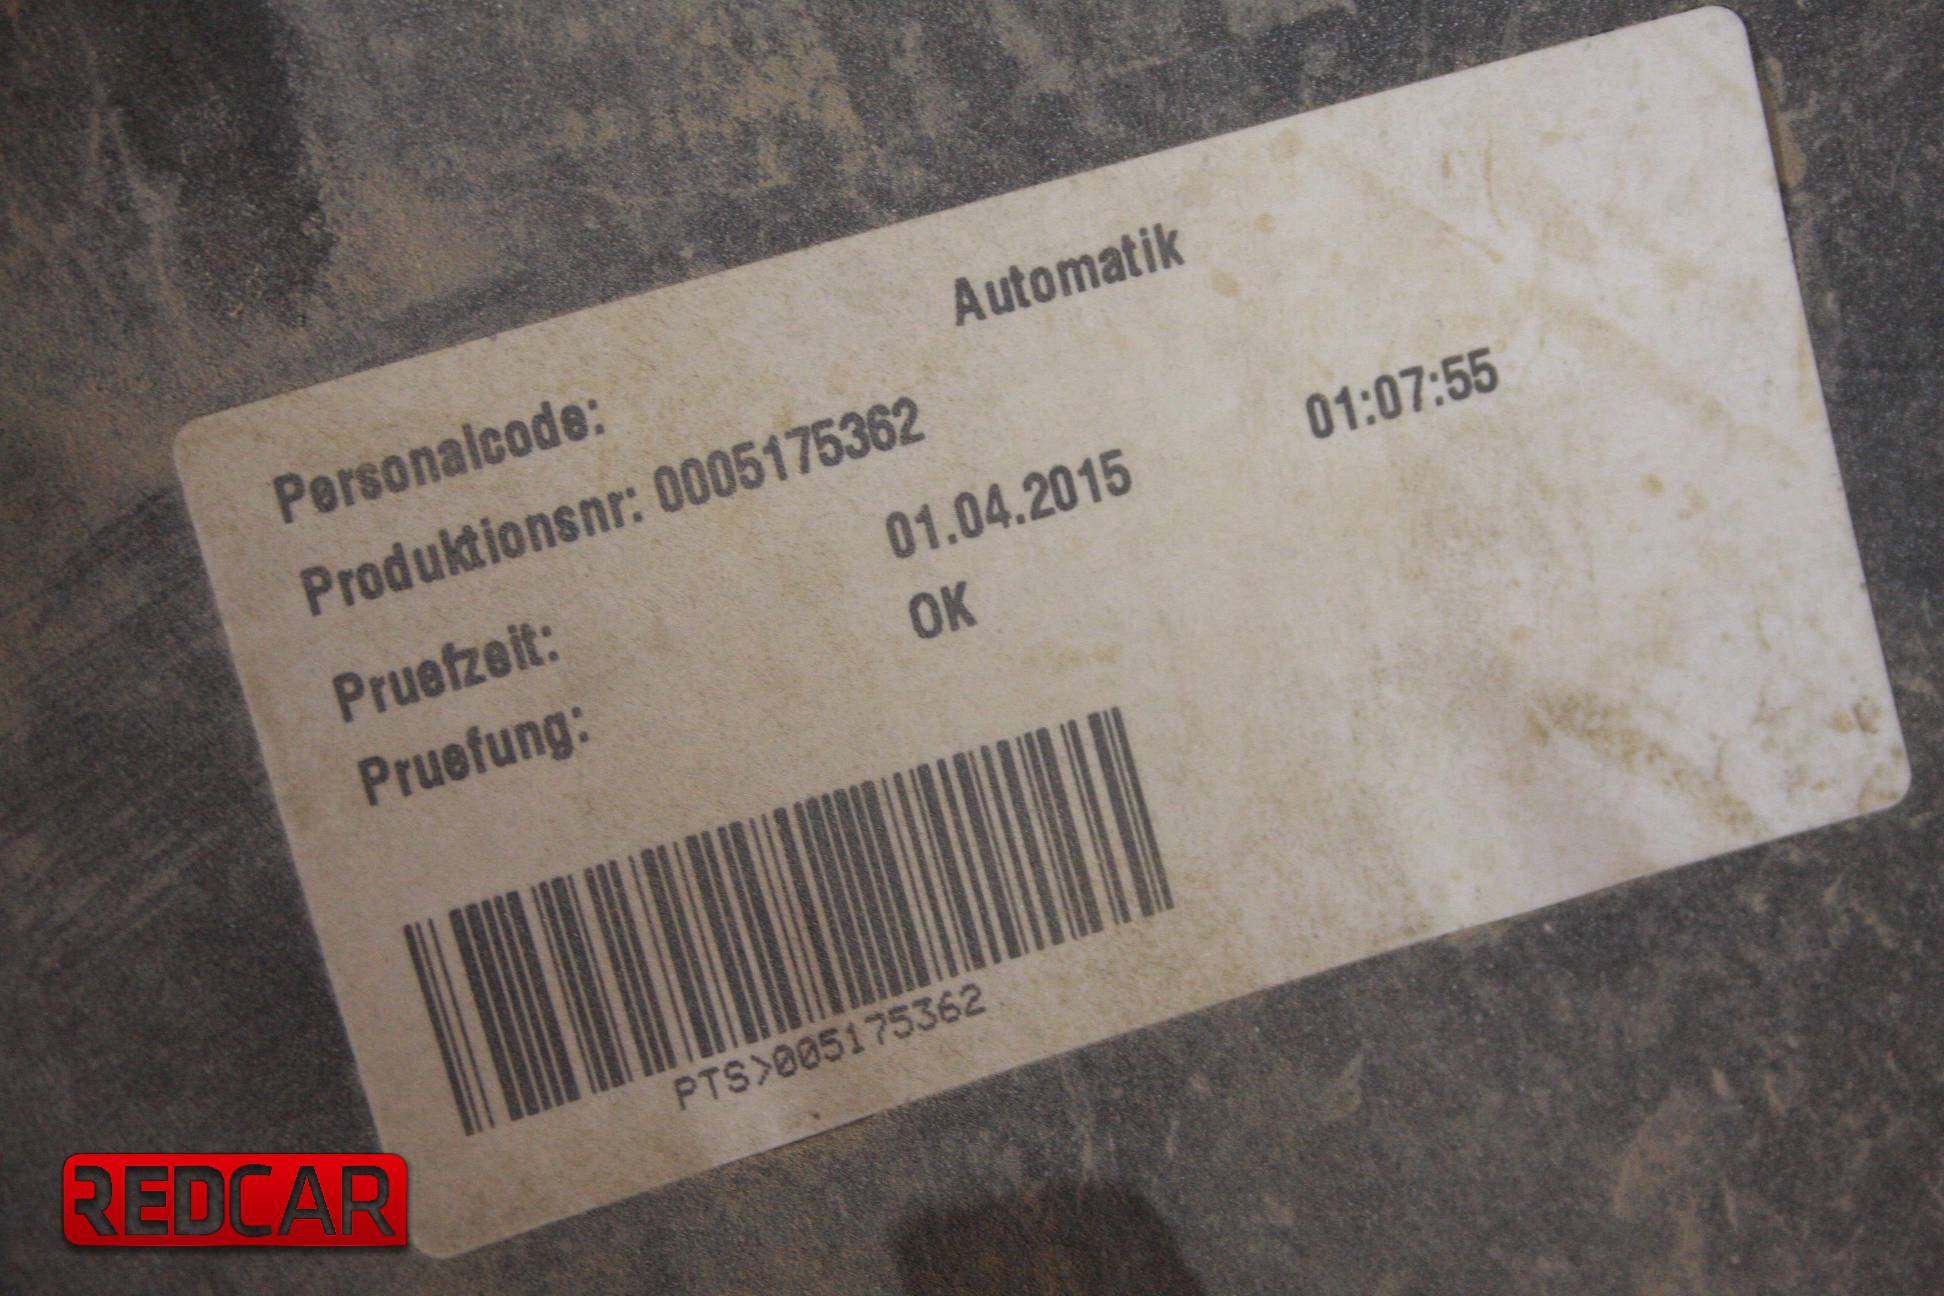 Automatik
Personalcode:
Produktionsnr: 0005175362
Pruefzeit: 01.04.2015 01:07:55
Pruefung: OK
PTS>005175362
REDCAR